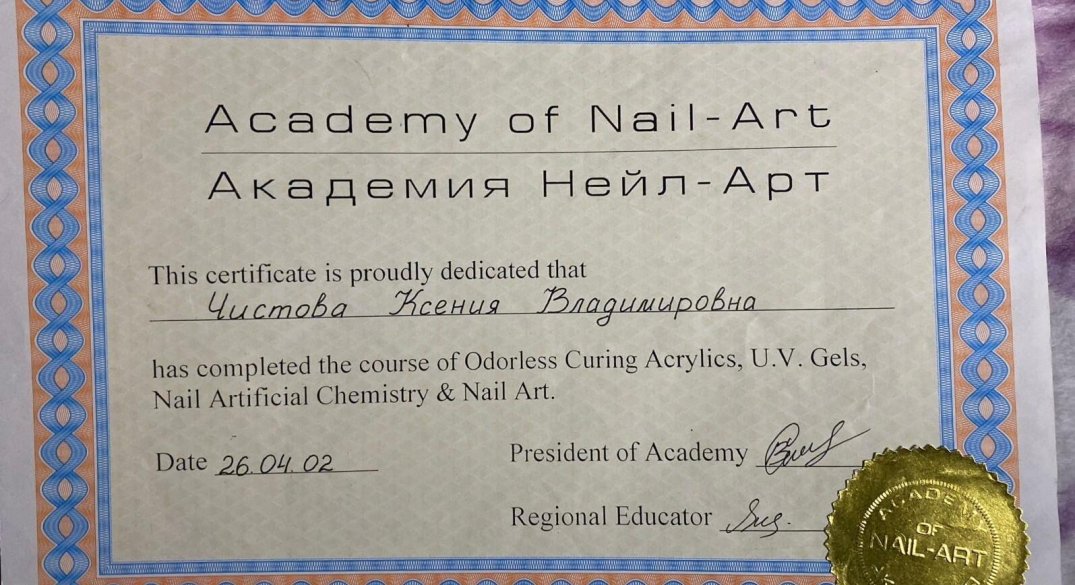 Academy of Nail-Art
Академия Нейл-Арт
This certificate is proudly dedicated that
Чистова Ксения Владимировна
has completed the course of Odorless Curing Acrylics, U.V. Gels,
Nail Artificial Chemistry & Nail Art.
Date 26.04.02
President of Academy
Regional Educator
ACADEMY
OF
NAIL-ART